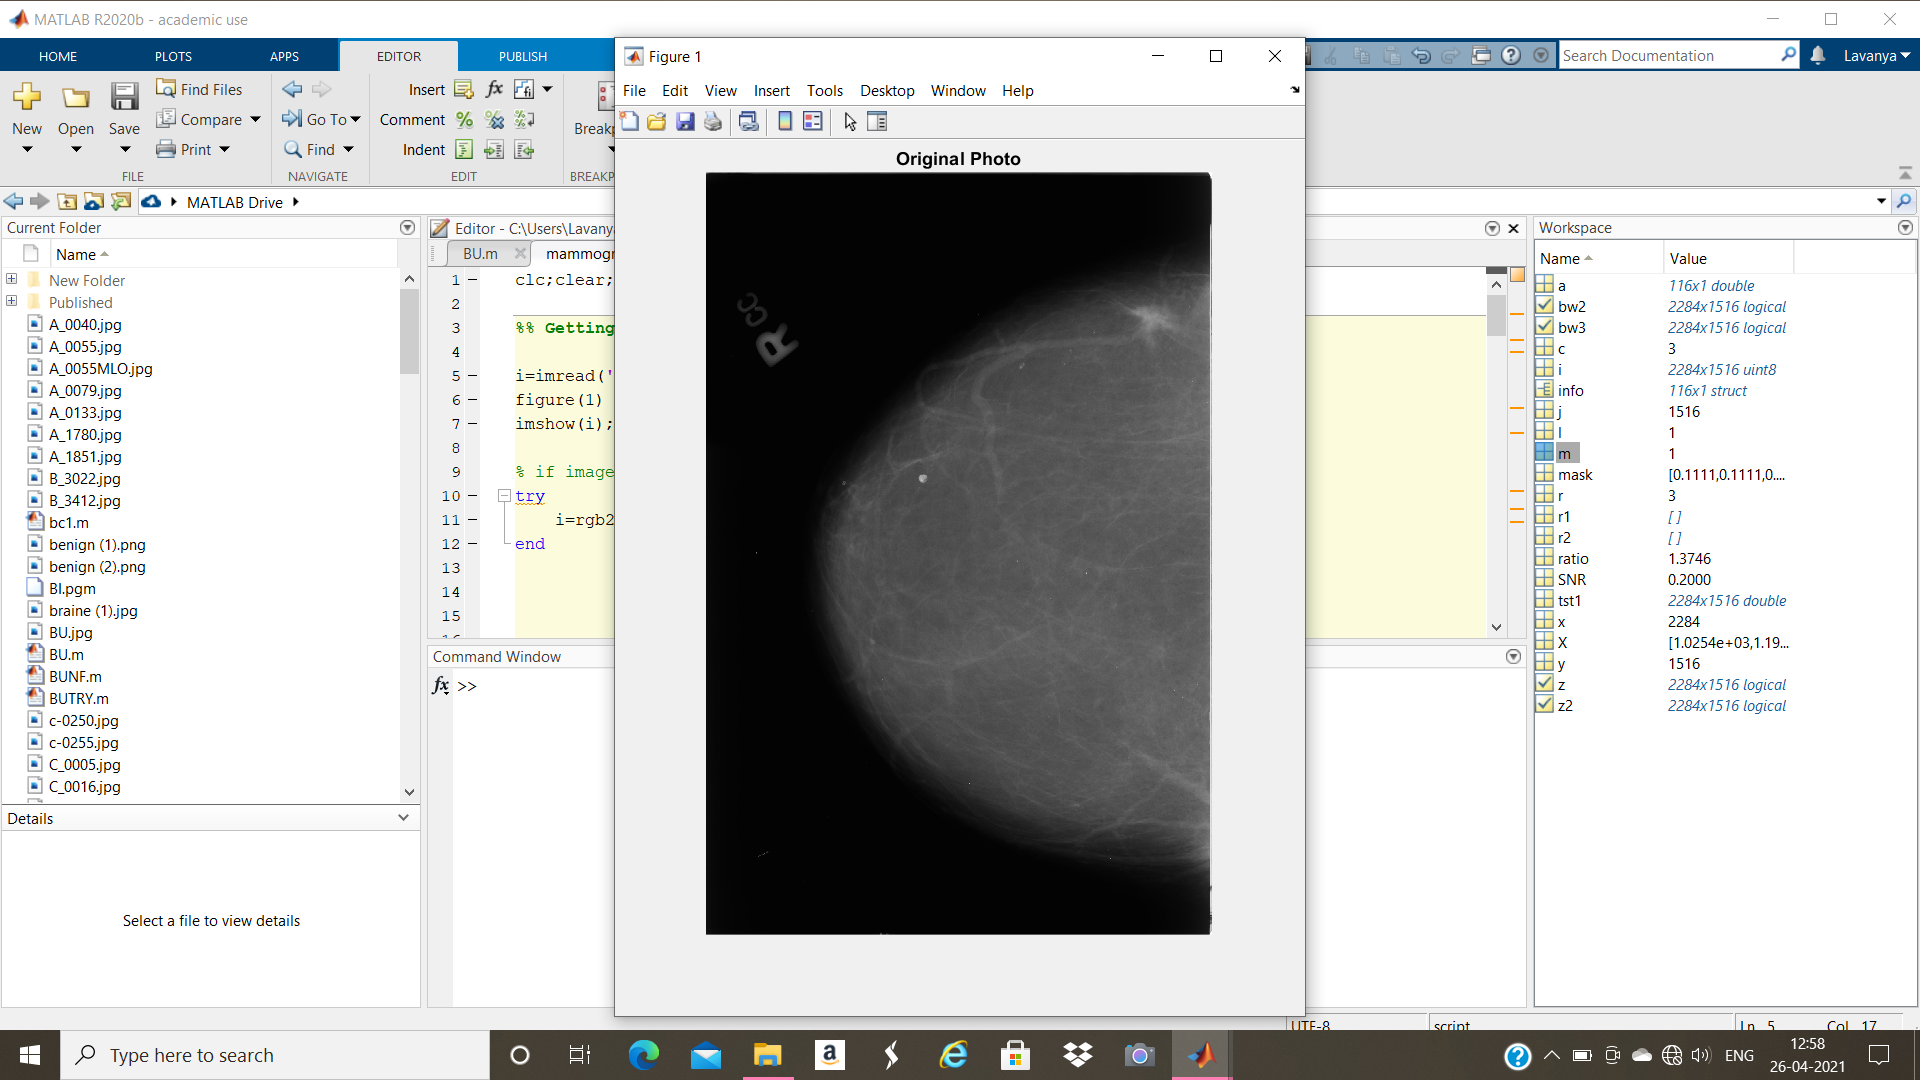 MATLAB R2020b - academic use
HOME PLOTS APPS EDITOR PUBLISH
Search Documentation
Lavanya
New
Open
Save
Find Files
Compare
Print
FILE
Go To
Find
NAVIGATE
Insert
Comment
Indent
EDIT
Breakp
BREAKP
MATLAB Drive
Current Folder
Name
New Folder
Published
A_0040.jpg
A_0055.jpg
A_0055MLO.jpg
A_0079.jpg
A_0133.jpg
A_1780.jpg
A_1851.jpg
B_3022.jpg
B_3412.jpg
bc1.m
benign (1).png
benign (2).png
BI.pgm
braine (1).jpg
BU.jpg
BU.m
BUNF.m
BUTRY.m
c-0250.jpg
c-0255.jpg
C_0005.jpg
C_0016.jpg
Details
Select a file to view details
Editor - C:\Users\Lavanya
BU.m
mammogr
1 clc;clear;
2
3 %% Getting
4
5 i=imread('
6 figure(1)
7 imshow(i);
8
9 % if image
10 try
11 i=rgb2
12 end
13
14
15
Command Window
fx >>
Figure 1
File Edit View Insert Tools Desktop Window Help
Original Photo
R CC
Workspace
Name Value
a 116x1 double
bw2 2284x1516 logical
bw3 2284x1516 logical
c 3
i 2284x1516 uint8
info 116x1 struct
j 1516
l 1
m 1
mask [0.1111,0.1111,0....
r 3
r1 []
r2 []
ratio 1.3746
SNR 0.2000
tst1 2284x1516 double
x 2284
X [1.0254e+03,1.19...
y 1516
z 2284x1516 logical
z2 2284x1516 logical
UTF-8 script Ln 5 Col 17
Type here to search
ENG
12:58
26-04-2021